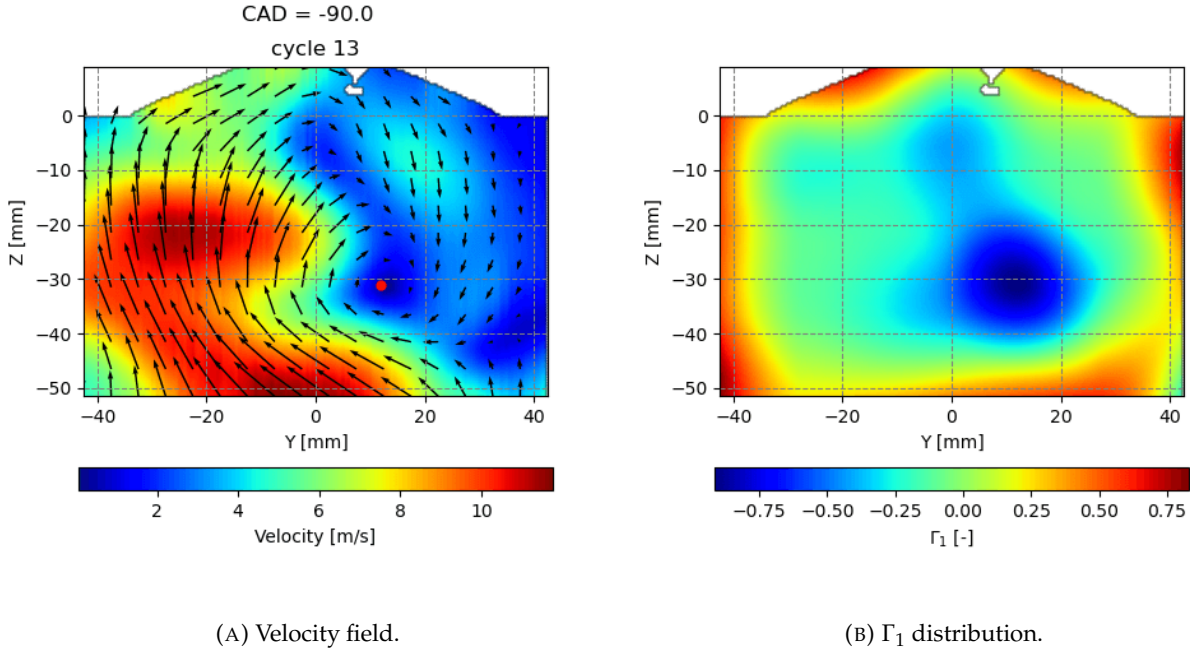 CAD = -90.0
cycle 13
Z [mm]
0
−10
−20
−30
−40
−50
−40 −20 0 20 40
Y [mm]
2 4 6 8 10
Velocity [m/s]
Z [mm]
0
−10
−20
−30
−40
−50
−40 −20 0 20 40
Y [mm]
−0.75 −0.50 −0.25 0.00 0.25 0.50 0.75
Γ₁ [-]
(A) Velocity field.
(B) Γ₁ distribution.